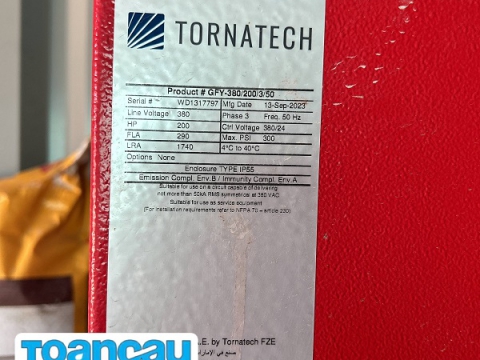 TORNATECH
Product # GFY-380/200/3/50
Serial # WD1317797 Mfg Date 13-Sep-2023
Line Voltage 380 Phase 3 Freq. 50 Hz
HP 200 Ctrl Voltage 380/24
FLA 290 Max. PSI 300
LRA 1740 4°C to 40°C
Options None
Enclosure TYPE IP55
Emission Compl. Env.B / Immunity Compl. Env.A
Suitable for use on a circuit capable of delivering
not more than 50kA RMS symmetrical at 380 VAC
Suitable for use as service equipment
(For installation requirements refer to NFPA 70 - article 230)
.E. by Tornatech FZE
صنع في الإمارات
Toancau